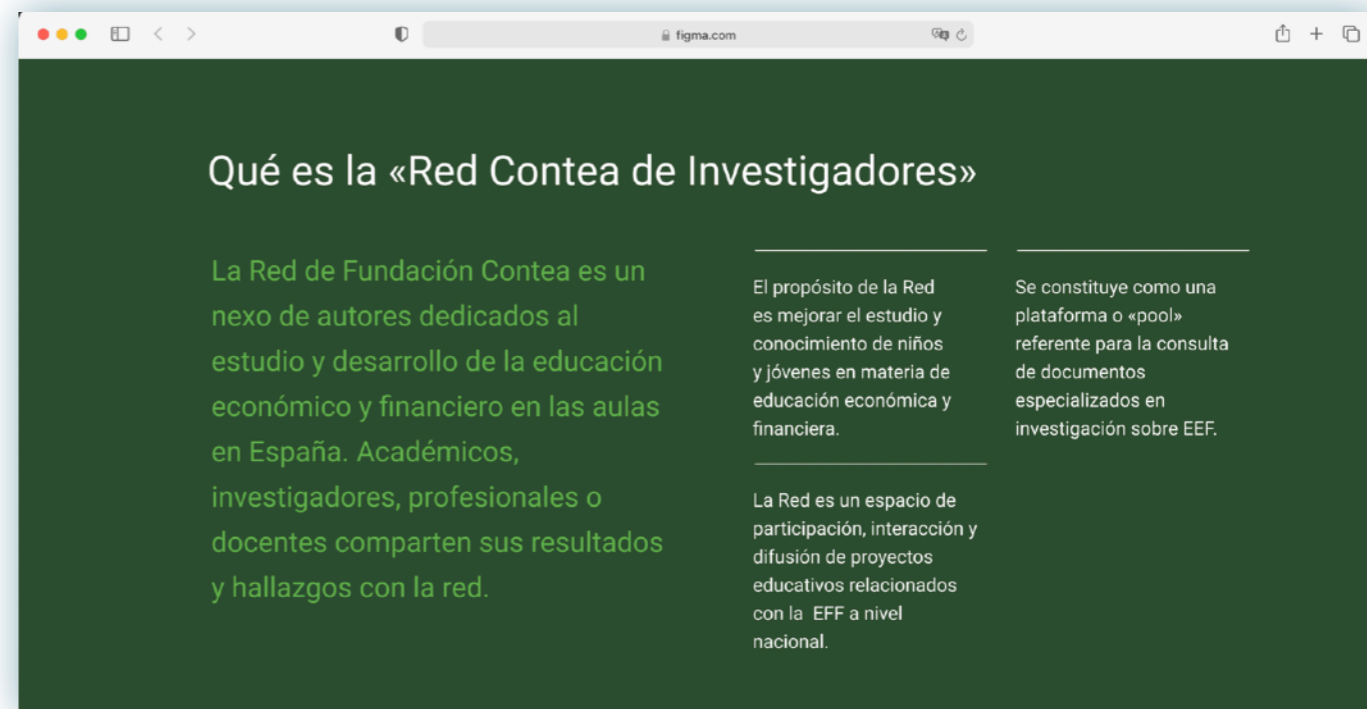 figma.com
Qué es la «Red Contea de Investigadores»
La Red de Fundación Contea es un
nexo de autores dedicados al
estudio y desarrollo de la educación
económico y financiero en las aulas
en España. Académicos,
investigadores, profesionales o
docentes comparten sus resultados
y hallazgos con la red.
El propósito de la Red
es mejorar el estudio y
conocimiento de niños
y jóvenes en materia de
educación económica y
financiera.
La Red es un espacio de
participación, interacción y
difusión de proyectos
educativos relacionados
con la  EFF a nivel
nacional.
Se constituye como una
plataforma o «pool»
referente para la consulta
de documentos
especializados en
investigación sobre EEF.